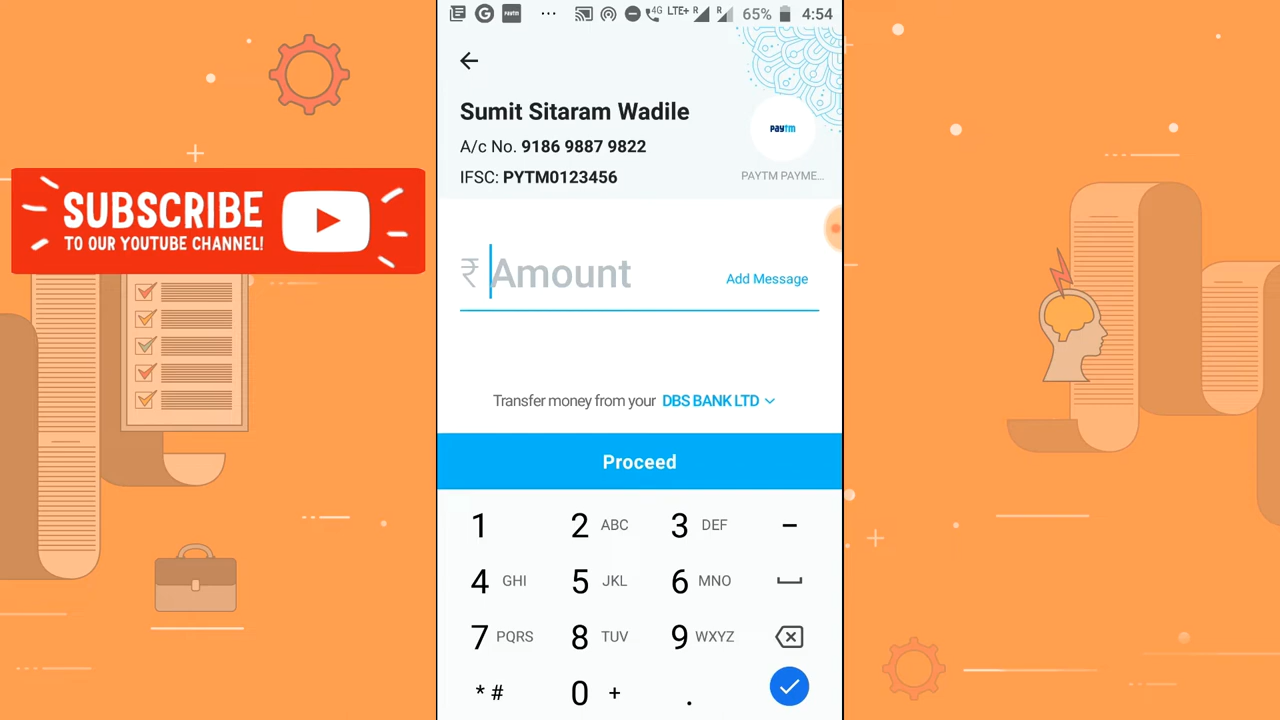 4G LTE+ R R 65% 4:54
Sumit Sitaram Wadile
A/c No. 9186 9887 9822
IFSC: PYTM0123456
paytm
PAYTM PAYME...
SUBSCRIBE
TO OUR YOUTUBE CHANNEL!
₹ Amount
Add Message
Transfer money from your DBS BANK LTD
Proceed
1 2 ABC 3 DEF -
4 GHI 5 JKL 6 MNO
7 PQRS 8 TUV 9 WXYZ
* # 0 + .